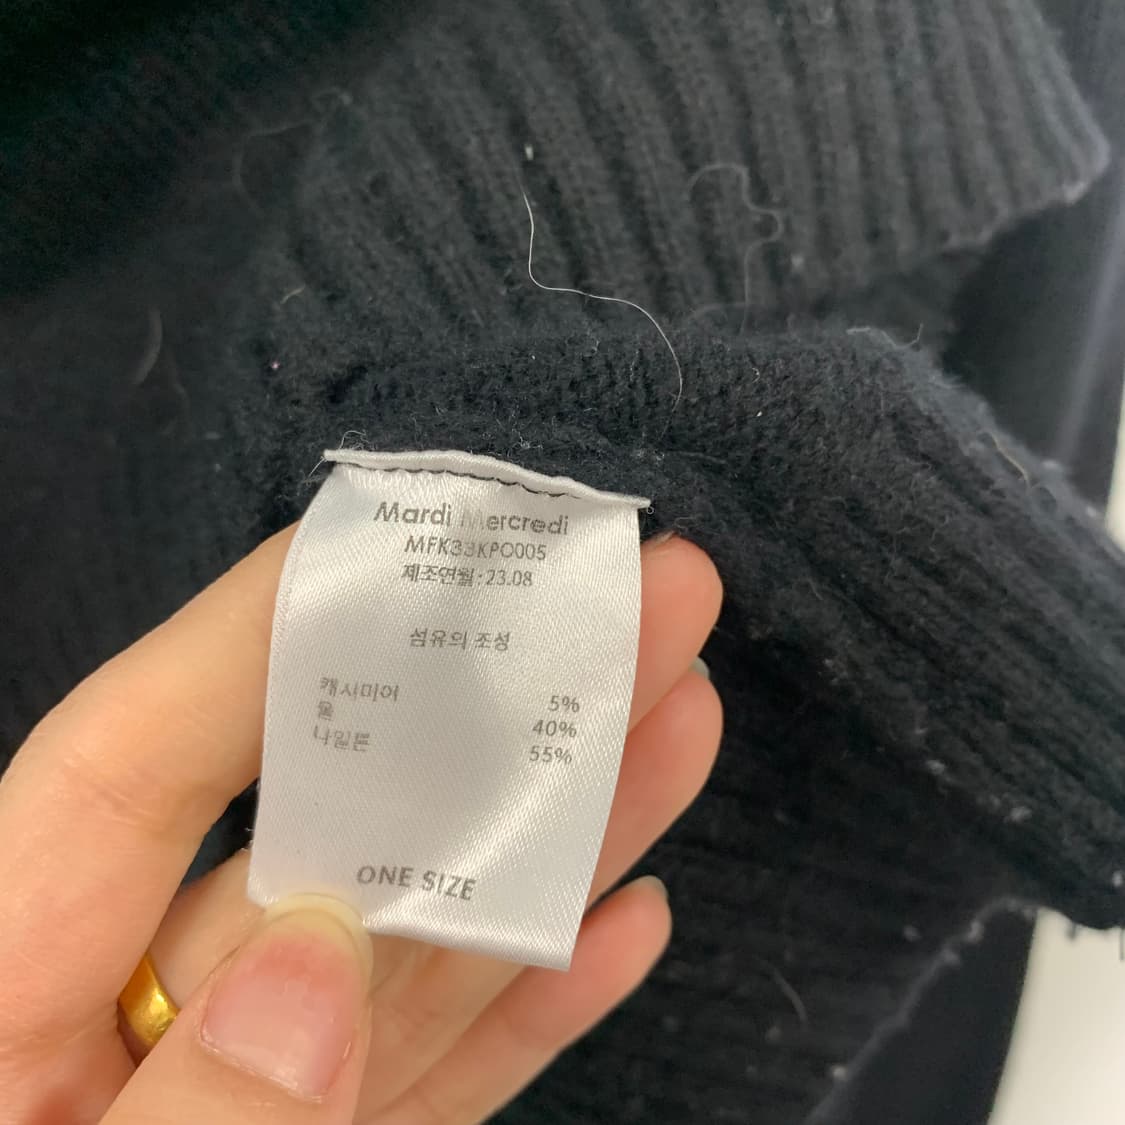 Mardi Mercredi
MFK33KPO005
제조연월:23.08
섬유의 조성
캐시미어 5%
울 40%
나일론 55%
ONE SIZE